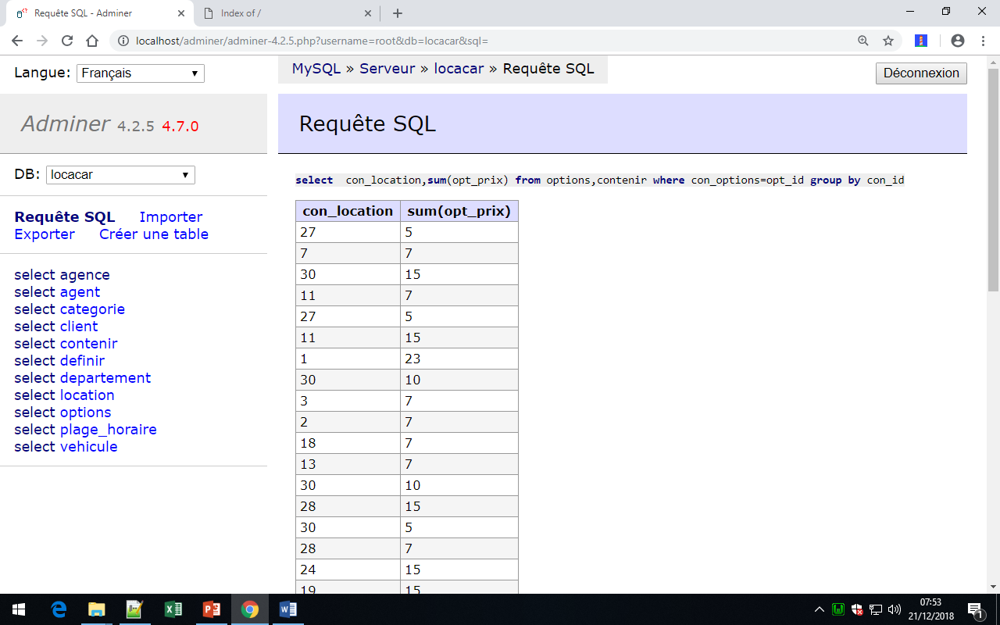 Requête SQL - Adminer
Index of /
localhost/adminer/adminer-4.2.5.php?username=root&db=locacar&sql=
Langue: Français
MySQL » Serveur » locacar » Requête SQL
Déconnexion
Adminer 4.2.5 4.7.0
Requête SQL
DB: locacar
Requête SQL Importer
Exporter Créer une table
select agence
select agent
select categorie
select client
select contenir
select definir
select departement
select location
select options
select plage_horaire
select vehicule
select con_location,sum(opt_prix) from options,contenir where con_options=opt_id group by con_id
con_location sum(opt_prix)
27 5
7 7
30 15
11 7
27 5
11 15
1 23
30 10
3 7
2 7
18 7
13 7
30 10
28 15
30 5
28 7
24 15
19 15
07:53
21/12/2018
1